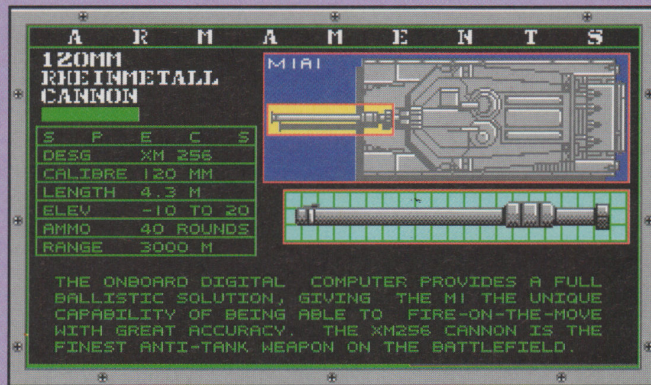 ARMAMENTS
120MM
RHEINMETALL
CANNON
M1A1
SPECS
DESG XM 256
CALIBRE 120 MM
LENGTH 4.3 M
ELEV -10 TO 20
AMMO 40 ROUNDS
RANGE 3000 M
THE ONBOARD DIGITAL COMPUTER PROVIDES A FULL
BALLISTIC SOLUTION, GIVING THE M1 THE UNIQUE
CAPABILITY OF BEING ABLE TO FIRE-ON-THE-MOVE
WITH GREAT ACCURACY. THE XM256 CANNON IS THE
FINEST ANTI-TANK WEAPON ON THE BATTLEFIELD.